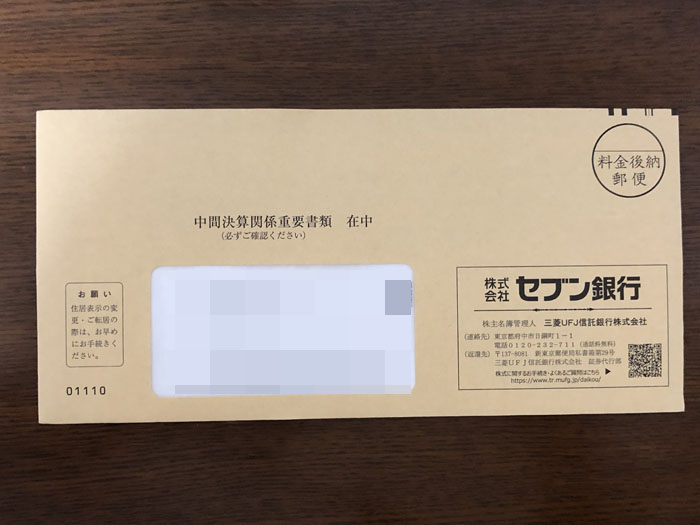 料金後納
郵便
中間決算関係重要書類　在中
（必ずご確認ください）
お願い
住居表示の変
更・ご転居の
際は、お早め
にお手続きく
ださい。
01110
株式会社 セブン銀行
株主名簿管理人　三菱UFJ信託銀行株式会社
（連絡先）東京都府中市日鋼町1－1
電話0120-232-711（通話料無料）
（返還先）〒137-8081　新東京郵便局私書箱第29号
三菱UFJ信託銀行株式会社　証券代行部
株式に関するお手続き・よくあるご質問はこちら ▶
https://www.tr.mufg.jp/daikou/